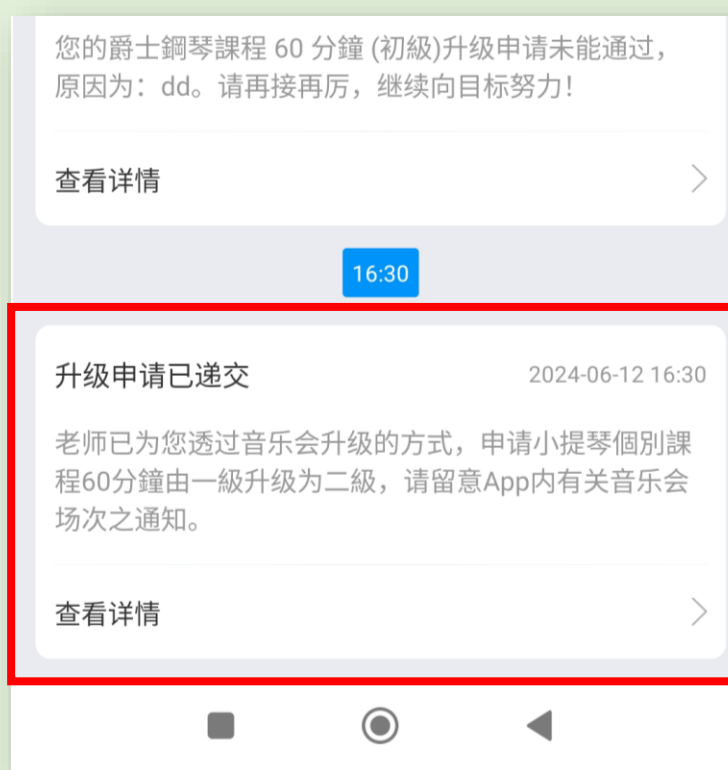 您的爵士鋼琴課程 60 分鐘 (初級)升级申请未能通过，
原因为：dd。请再接再厉，继续向目标努力！
查看详情
16:30
升级申请已递交 2024-06-12 16:30
老师已为您透过音乐会升级的方式，申请小提琴個別課
程60分鐘由一級升级为二級，请留意App内有关音乐会
场次之通知。
查看详情